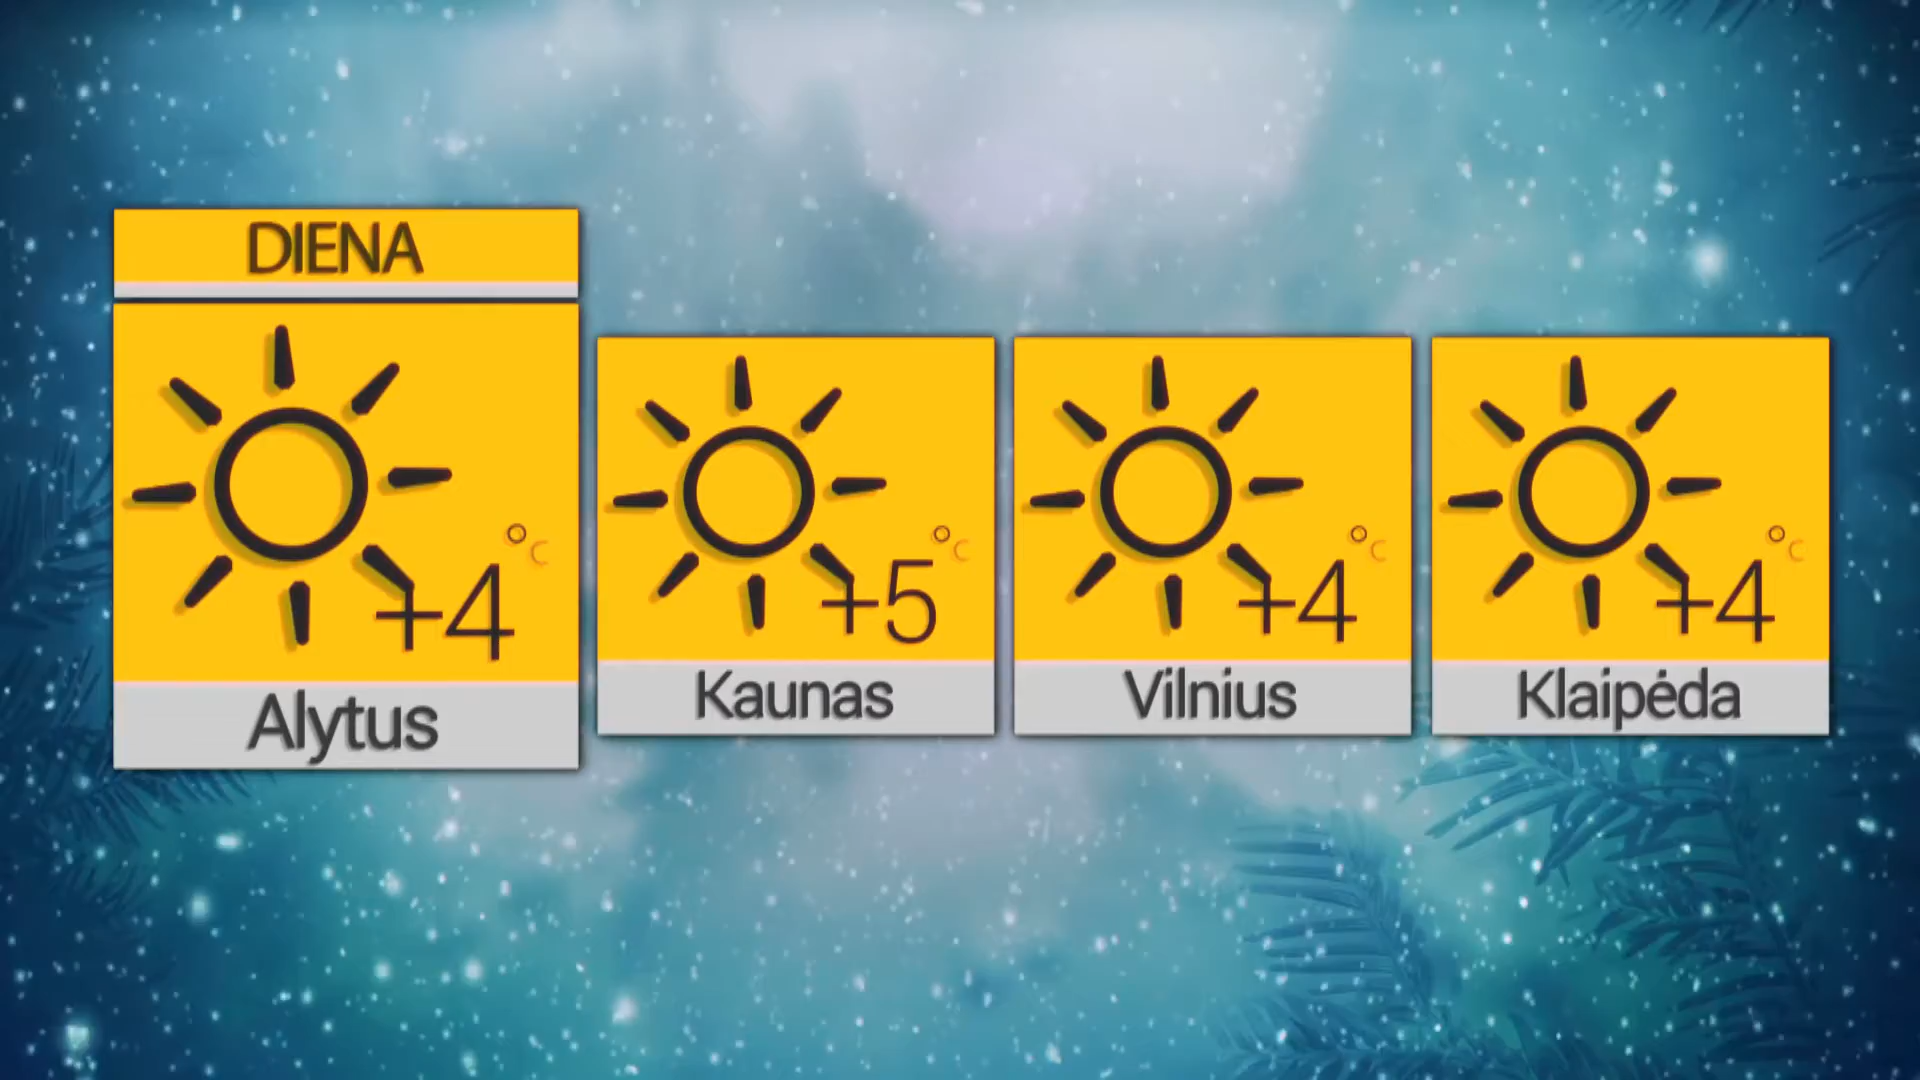 DIENA
+4 °C
Alytus
+5 °C
Kaunas
+4 °C
Vilnius
+4 °C
Klaipėda